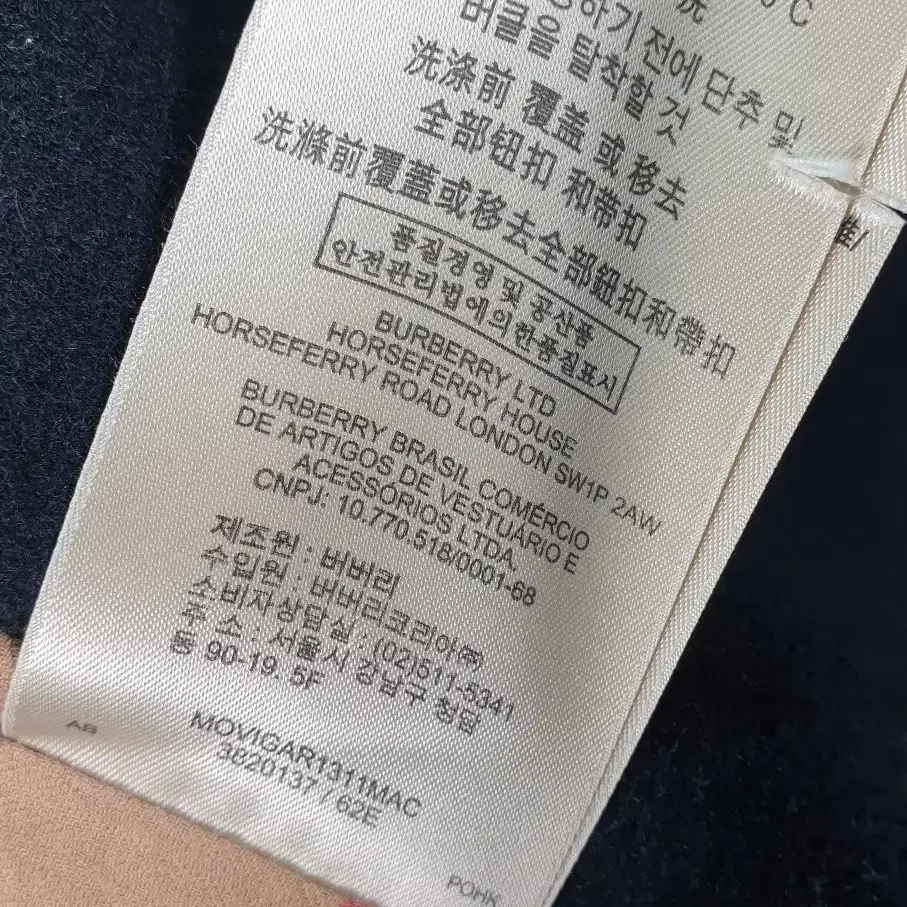 洗
0°C
하기 전에 단추 및
버클을 탈착할 것
洗涤前 覆盖 或 移去
全部钮扣 和带扣
洗滌前覆蓋或移去全部鈕扣和帶扣
품질경영 및 공산품
안전관리법에의한품질표시
BURBERRY LTD
HORSEFERRY HOUSE
HORSEFERRY ROAD LONDON SW1P 2AW
BURBERRY BRASIL COMÉRCIO
DE ARTIGOS DE VESTUÁRIO E
ACESSÓRIOS LTDA,
CNPJ: 10.770.518/0001-68
제조원 : 버버리
수입원 : 버버리코리아㈜
소비자상담실 : (02)511-5341
주 소 : 서울시 강남구 청담
동 90-19. 5F
AB
MOVIGAR1311MAC
3820137 / 62E
POHK